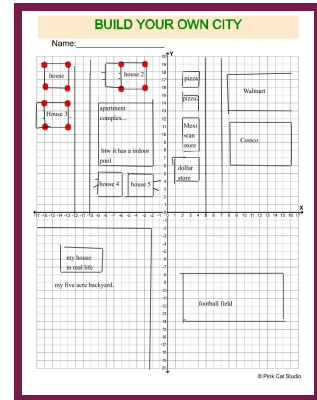 BUILD YOUR OWN CITY
Name:
Y
X
house
house 2
pizza
Walmart
House 3
apartment
complex...
pizza
Mexi
can
store
Costco
btw it has a indoor
pool
dollar
store
house 4
house 5
my house
in real life
my five acre backyard.
football field
© Pink Cat Studio